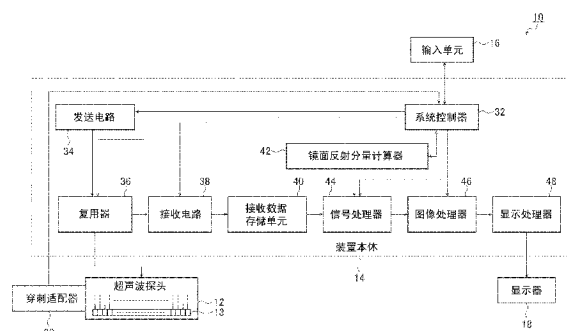 10
输入单元
16
发送电路
34
系统控制器
32
镜面反射分量计算器
42
36
38
40
44
46
48
复用器
接收电路
接收数据
存储单元
信号处理器
图像处理器
显示处理器
装置本体
14
穿刺适配器
超声波探头
12
13
显示器
18